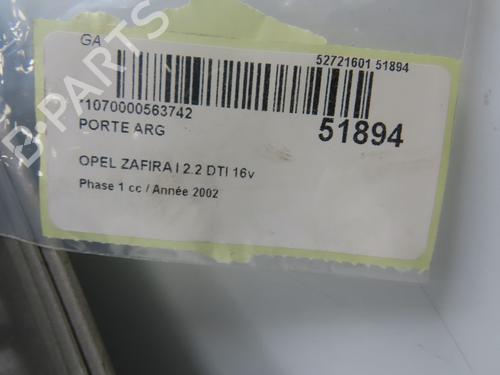 GA
52721601 51894
*1070000563742
PORTE ARG
51894
OPEL ZAFIRA I 2.2 DTI 16v
Phase 1 cc / Année 2002
B-Parts